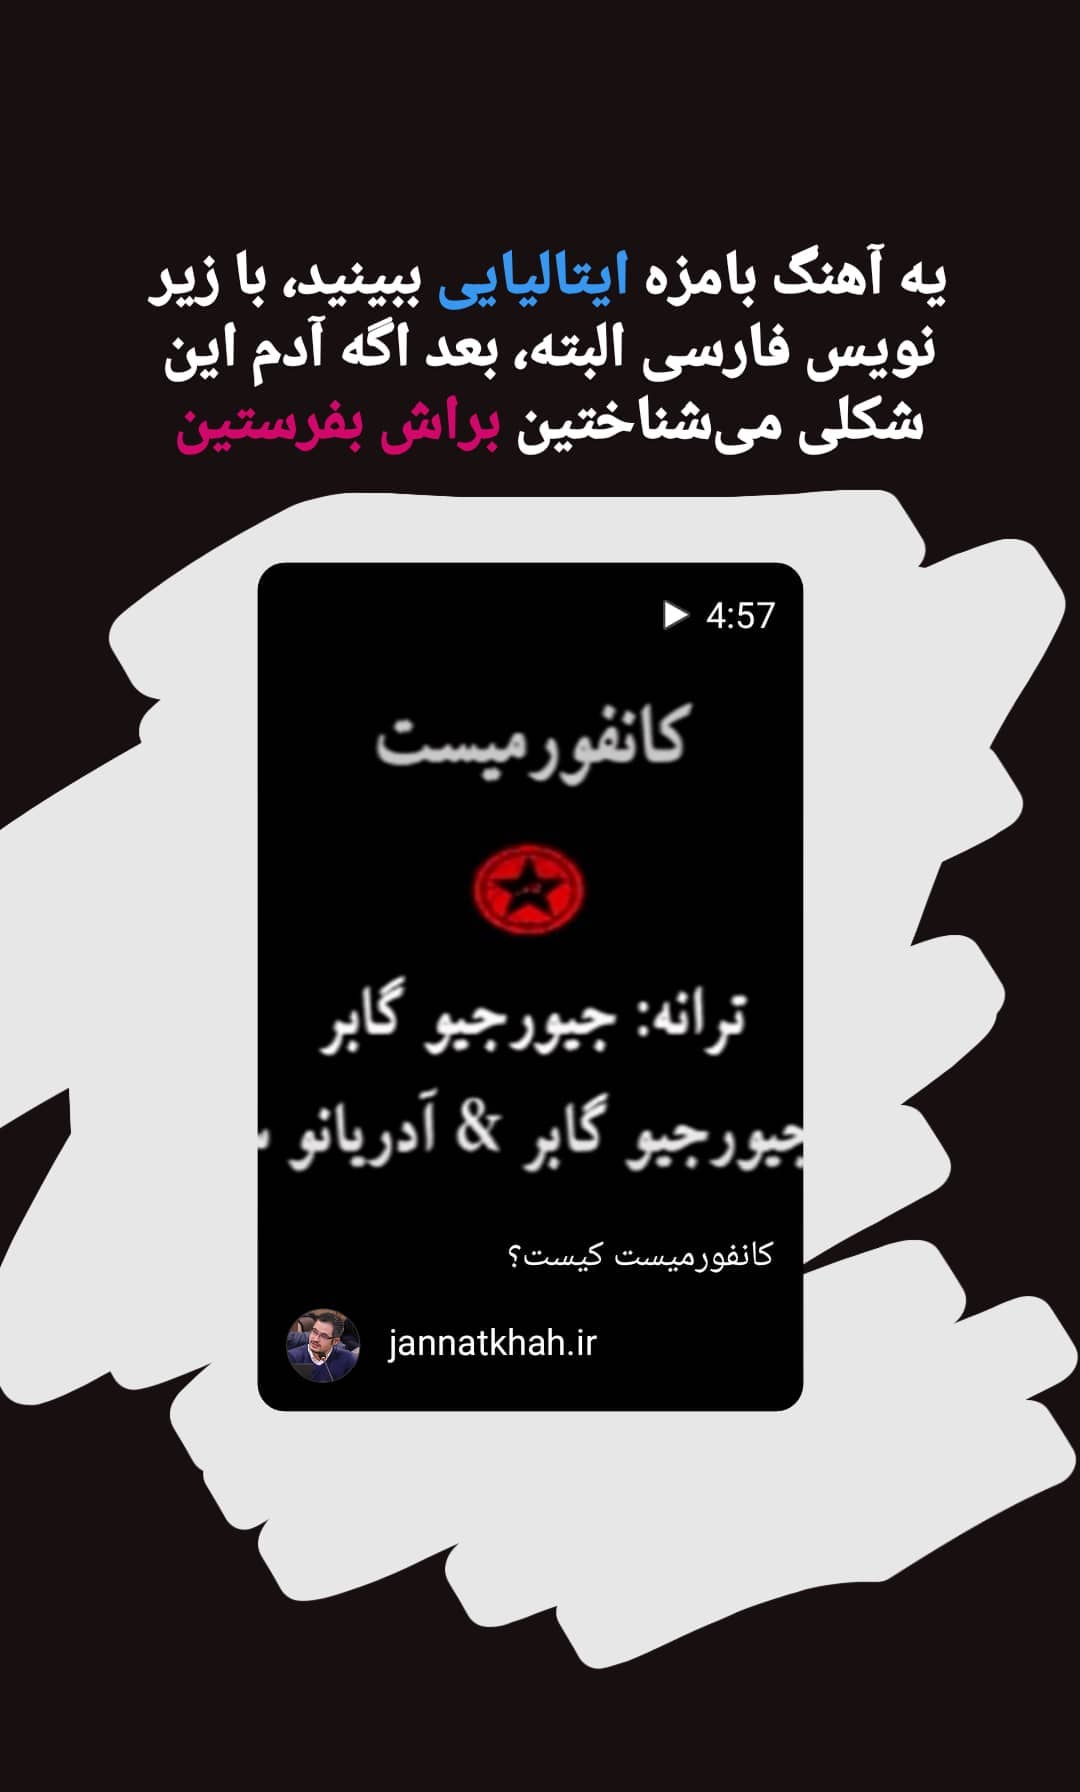 یه آهنگ بامزه ایتالیایی ببینید، با زیر
نویس فارسی البته، بعد اگه آدم این
شکلی می‌شناختین براش بفرستین
4:57
کانفورمیست
ترانه: جیورجیو گابر
جیورجیو گابر & آدریانو
کانفورمیست کیست؟
jannatkhah.ir